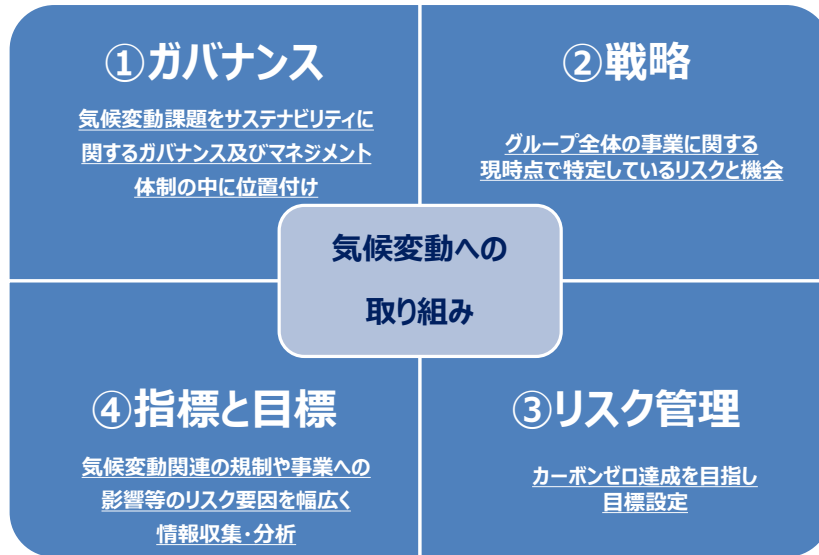 ①ガバナンス
気候変動課題をサステナビリティに
関するガバナンス及びマネジメント
体制の中に位置付け
②戦略
グループ全体の事業に関する
現時点で特定しているリスクと機会
気候変動への
取り組み
④指標と目標
気候変動関連の規制や事業への
影響等のリスク要因を幅広く
情報収集・分析
③リスク管理
カーボンゼロ達成を目指し
目標設定